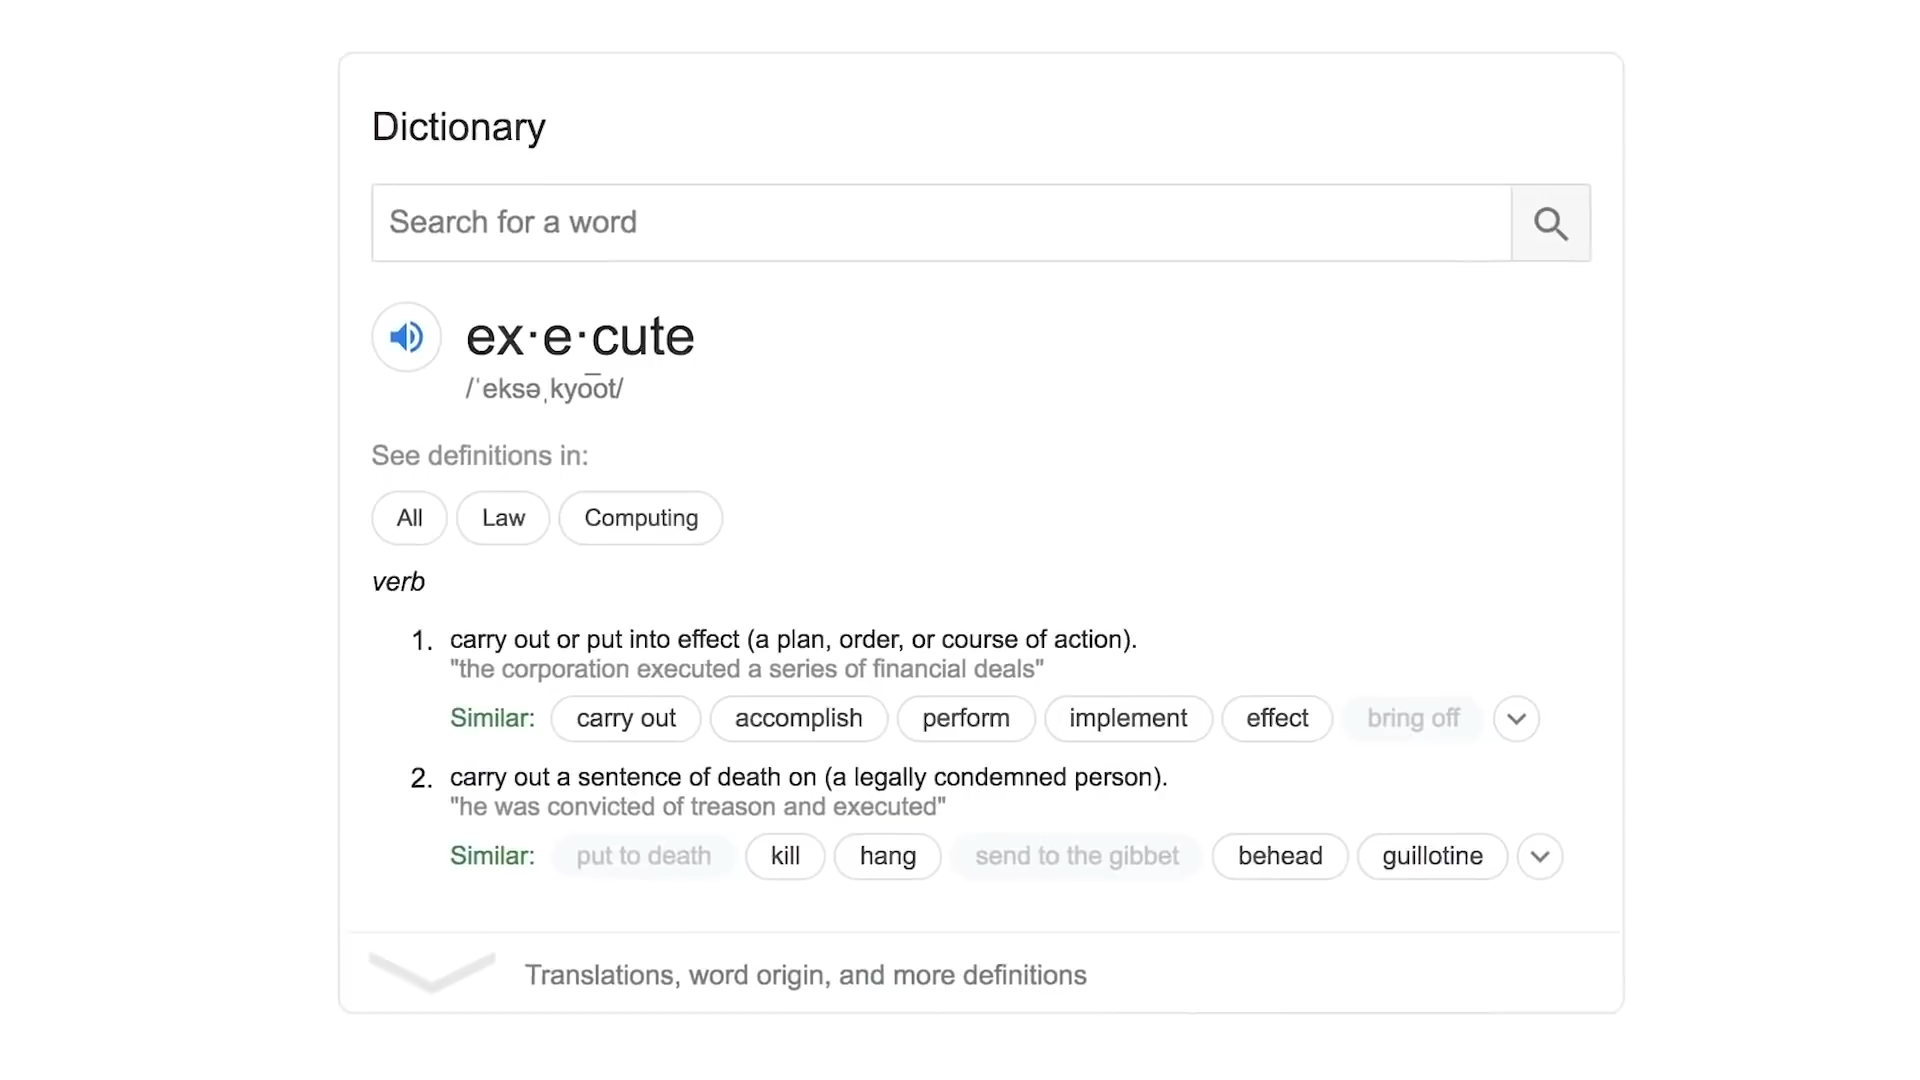 Dictionary
Search for a word
ex·e·cute
/ˈeksəˌkyo͞ot/
See definitions in:
All Law Computing
verb
1. carry out or put into effect (a plan, order, or course of action).
"the corporation executed a series of financial deals"
Similar: carry out accomplish perform implement effect bring off
2. carry out a sentence of death on (a legally condemned person).
"he was convicted of treason and executed"
Similar: put to death kill hang send to the gibbet behead guillotine
Translations, word origin, and more definitions